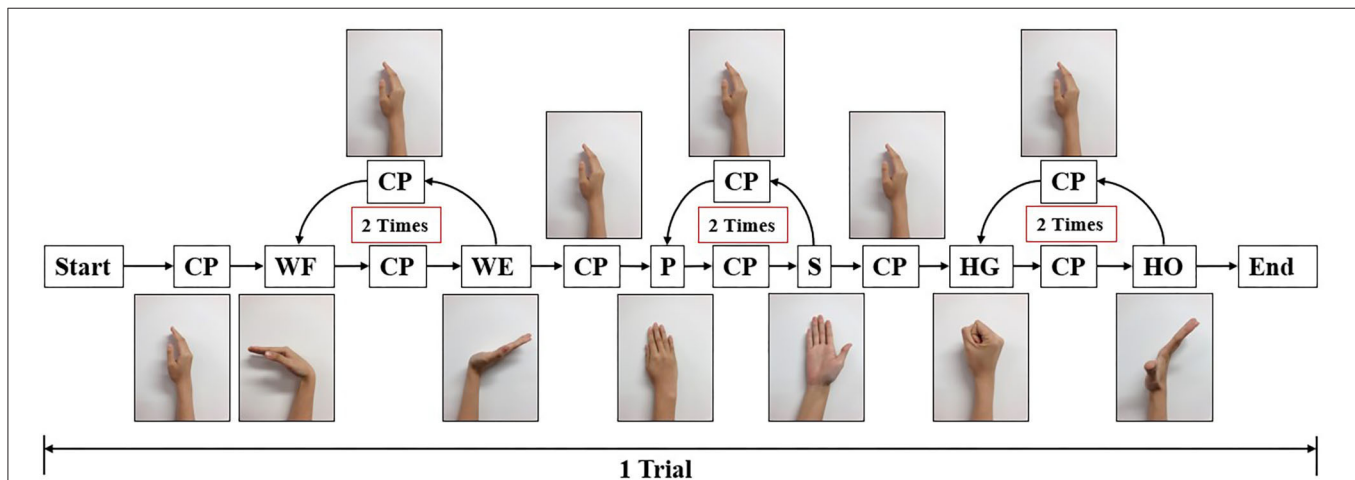 CP CP CP
2 Times 2 Times 2 Times
Start CP WF CP WE CP P CP S CP HG CP HO End
1 Trial